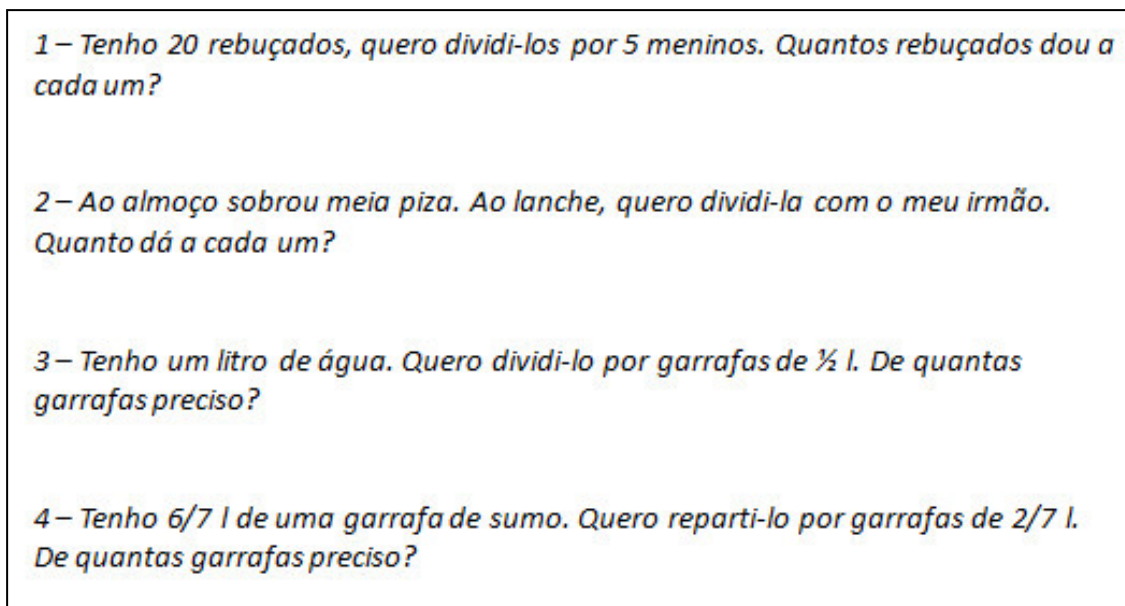 1 – Tenho 20 rebuçados, quero dividi-los por 5 meninos. Quantos rebuçados dou a
cada um?
2 – Ao almoço sobrou meia piza. Ao lanche, quero dividi-la com o meu irmão.
Quanto dá a cada um?
3 – Tenho um litro de água. Quero dividi-lo por garrafas de ½ l. De quantas
garrafas preciso?
4 – Tenho 6/7 l de uma garrafa de sumo. Quero reparti-lo por garrafas de 2/7 l.
De quantas garrafas preciso?